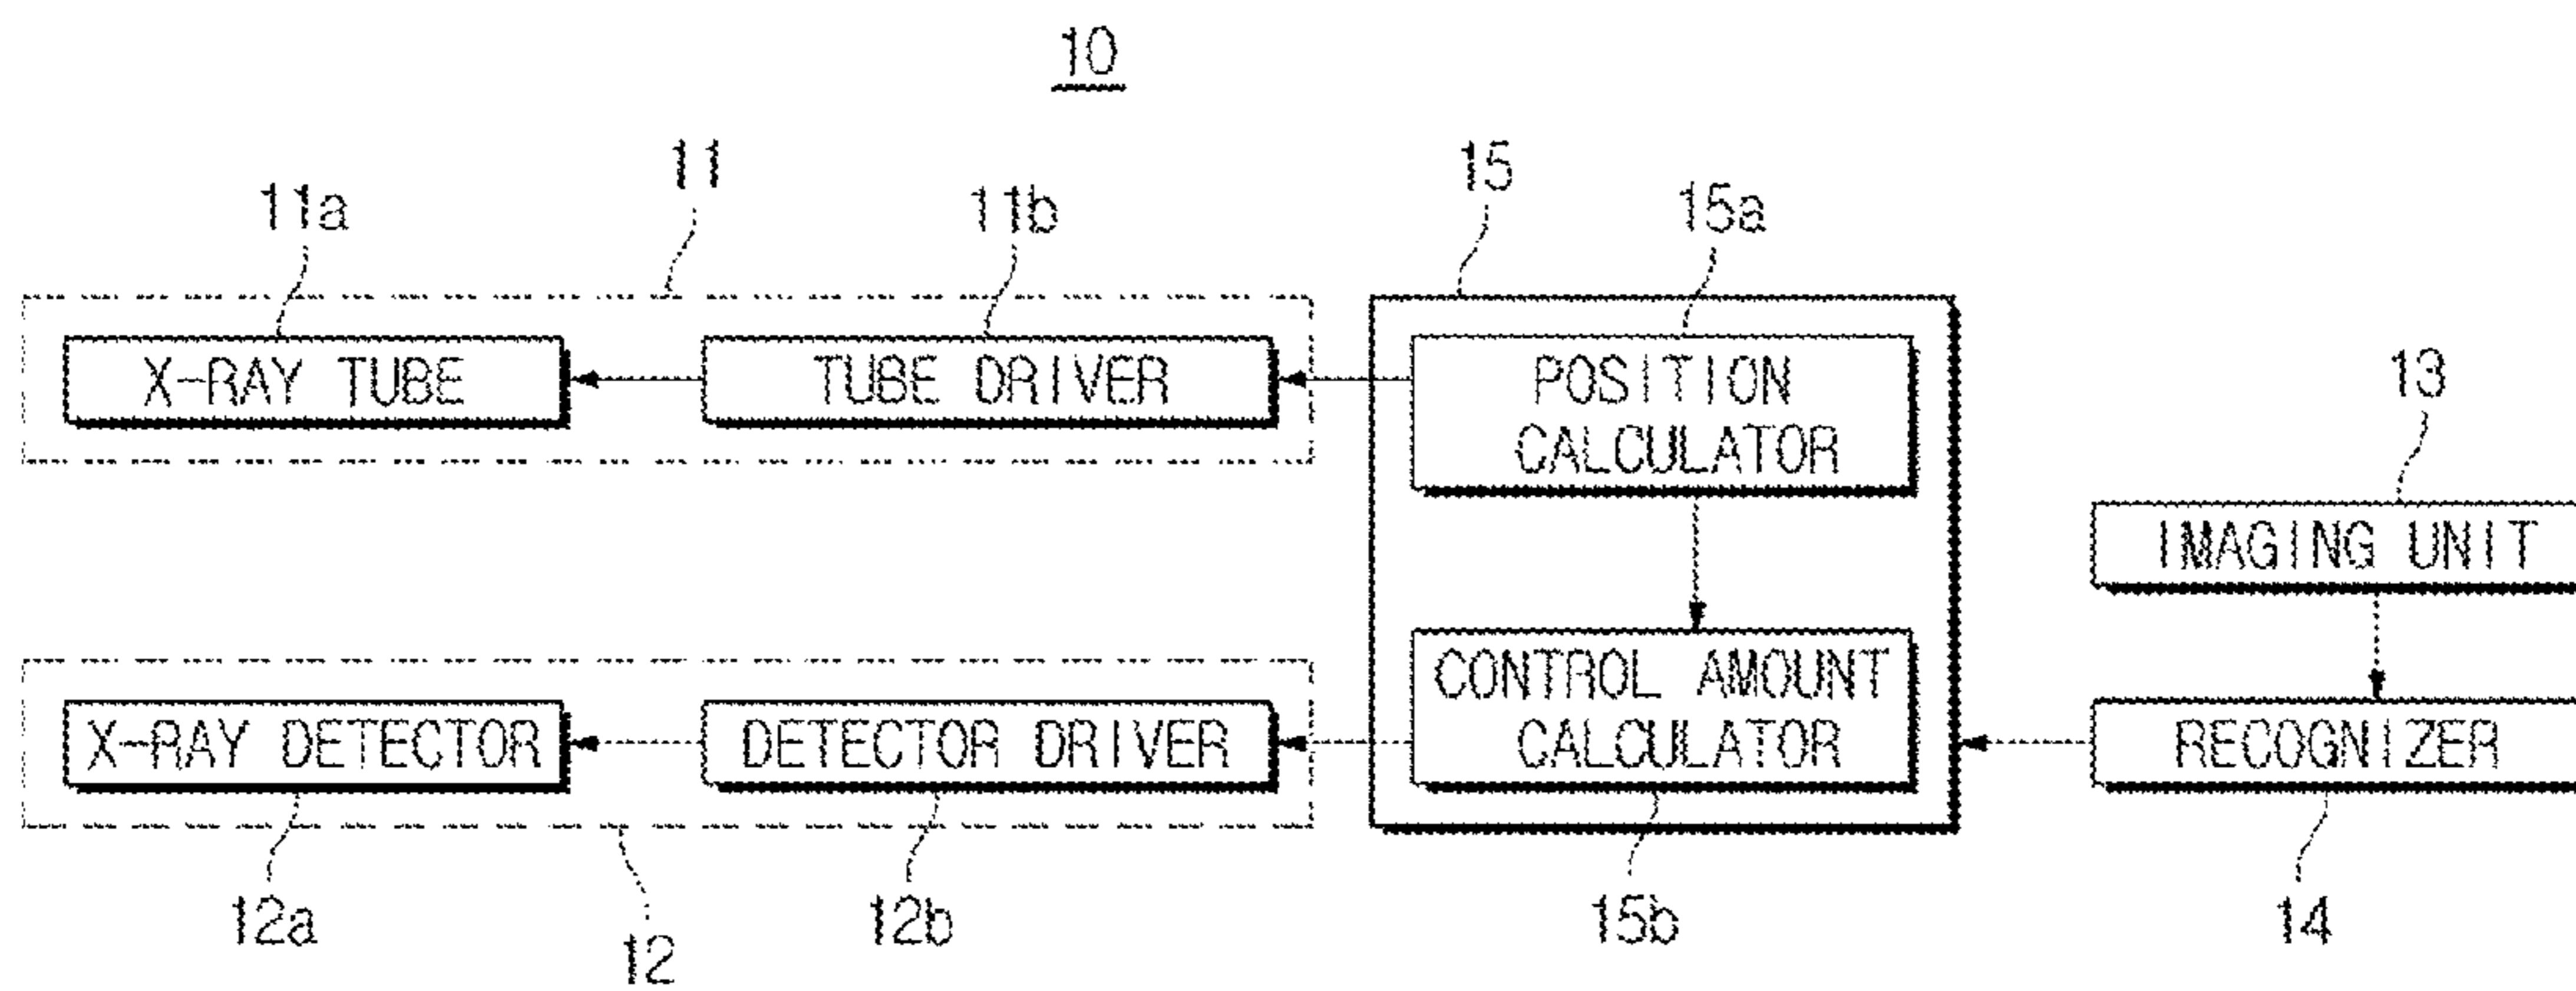 10
11
15
11a
11b
15a
X-RAY TUBE
TUBE DRIVER
POSITION
CALCULATOR
13
IMAGING UNIT
X-RAY DETECTOR
DETECTOR DRIVER
CONTROL AMOUNT
CALCULATOR
RECOGNIZER
12a
12
12b
15b
14